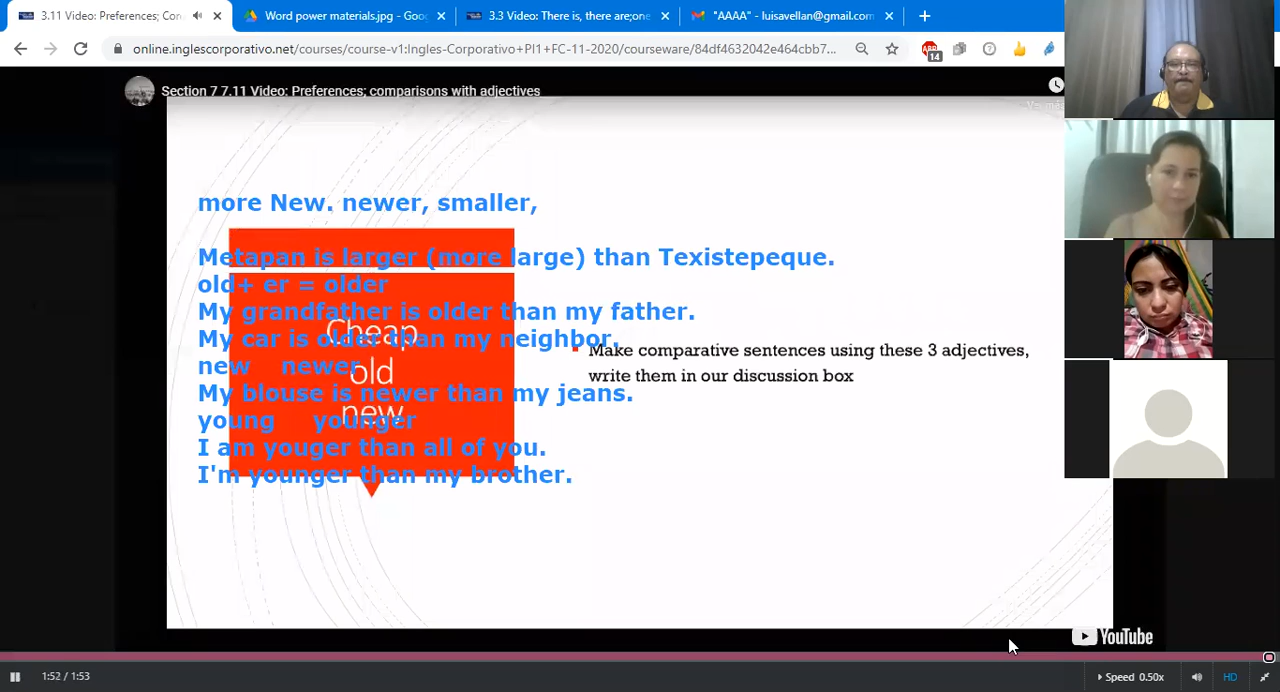 3.11 Video: Preferences; Cor
Word power materials.jpg - Goo
3.3 Video: There is, there are;one
"AAAA" - luisavellan@gmail.com
online.inglescorporativo.net/courses/course-v1:Ingles-Corporativo+PI1+FC-11-2020/courseware/84df4632042e464cbb7...
ABP
14
Section 7 7.11 Video: Preferences; comparisons with adjectives
more New. newer, smaller,
Metapan is larger (more large) than Texistepeque.
old+ er = older
My grandfather is older than my father.
My car is older than my neighbor.
new newer
My blouse is newer than my jeans.
young younger
I am youger than all of you.
I'm younger than my brother.
Cheap
old
new
Make comparative sentences using these 3 adjectives,
write them in our discussion box
YouTube
1:52 / 1:53
Speed 0.50x
HD